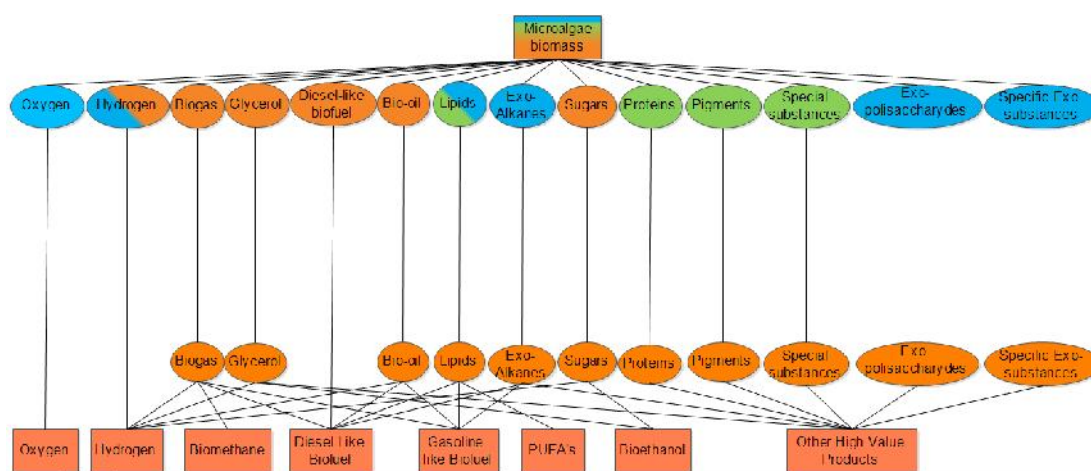 Microalgae
biomass
Oxygen
Hydrogen
Biogas
Glycerol
Diesel-like
biofuel
Bio-oil
Lipids
Exo-
Alkanes
Sugars
Proteins
Pigments
Special
substances
Exo-
polisaccharydes
Specific Exo-
substances
Biogas
Glycerol
Bio-oil
Lipids
Exo-
Alkanes
Sugars
Proteins
Pigments
Special
substances
Exo-
polisaccharydes
Specific Exo-
substances
Oxygen
Hydrogen
Biomethane
Diesel Like
Biofuel
Gasoline
like Biofuel
PUFA's
Bioethanol
Other High Value
Products